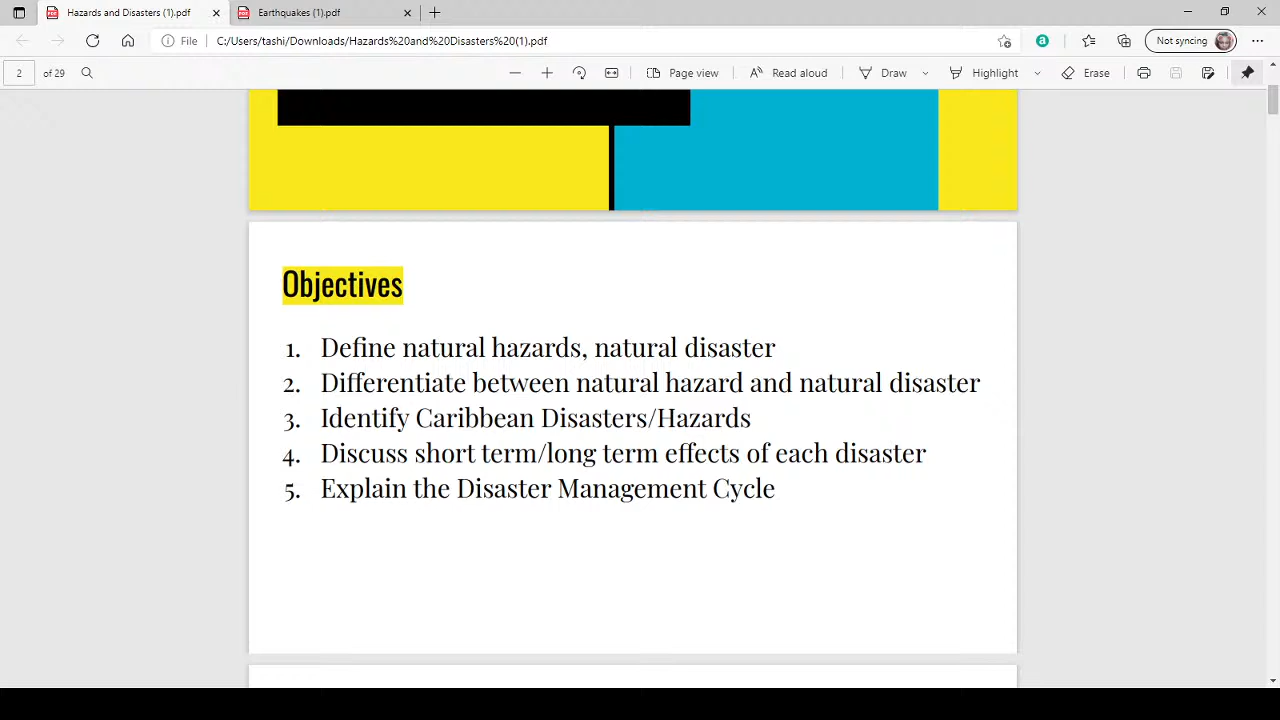 Hazards and Disasters (1).pdf
Earthquakes (1).pdf
File
C:/Users/tashi/Downloads/Hazards%20and%20Disasters%20(1).pdf
a
Not syncing
2
of 29
Page view
Read aloud
Draw
Highlight
Erase
Objectives
1. Define natural hazards, natural disaster
2. Differentiate between natural hazard and natural disaster
3. Identify Caribbean Disasters/Hazards
4. Discuss short term/long term effects of each disaster
5. Explain the Disaster Management Cycle